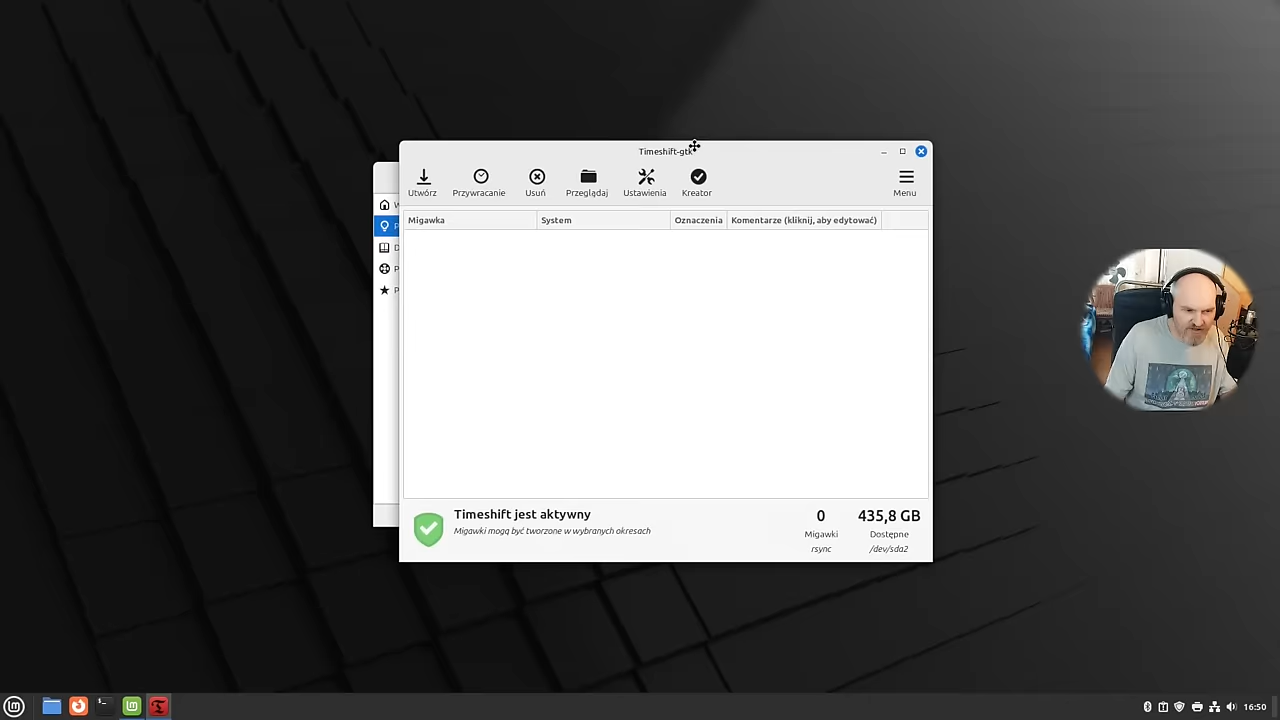 Timeshift-gtk
Utwórz
Przywracanie
Usuń
Przeglądaj
Ustawienia
Kreator
Menu
Migawka
System
Oznaczenia
Komentarze (kliknij, aby edytować)
Timeshift jest aktywny
Migawki mogą być tworzone w wybranych okresach
0
Migawki
rsync
435,8 GB
Dostępne
/dev/sda2
16:50